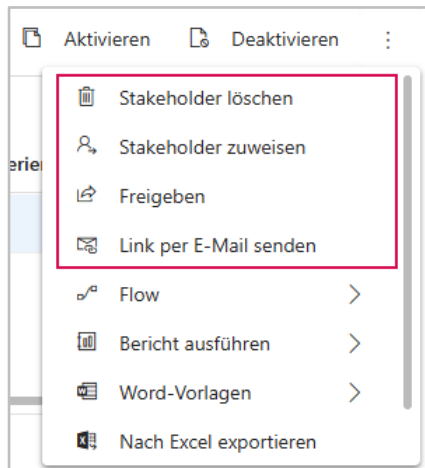 Aktivieren Deaktivieren
Stakeholder löschen
Stakeholder zuweisen
erie
Freigeben
Link per E-Mail senden
Flow
Bericht ausführen
Word-Vorlagen
Nach Excel exportieren